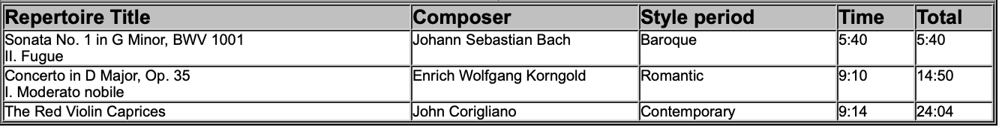 Repertoire Title Composer Style period Time Total
Sonata No. 1 in G Minor, BWV 1001 Johann Sebastian Bach Baroque 5:40 5:40
II. Fugue
Concerto in D Major, Op. 35 Enrich Wolfgang Korngold Romantic 9:10 14:50
I. Moderato nobile
The Red Violin Caprices John Corigliano Contemporary 9:14 24:04